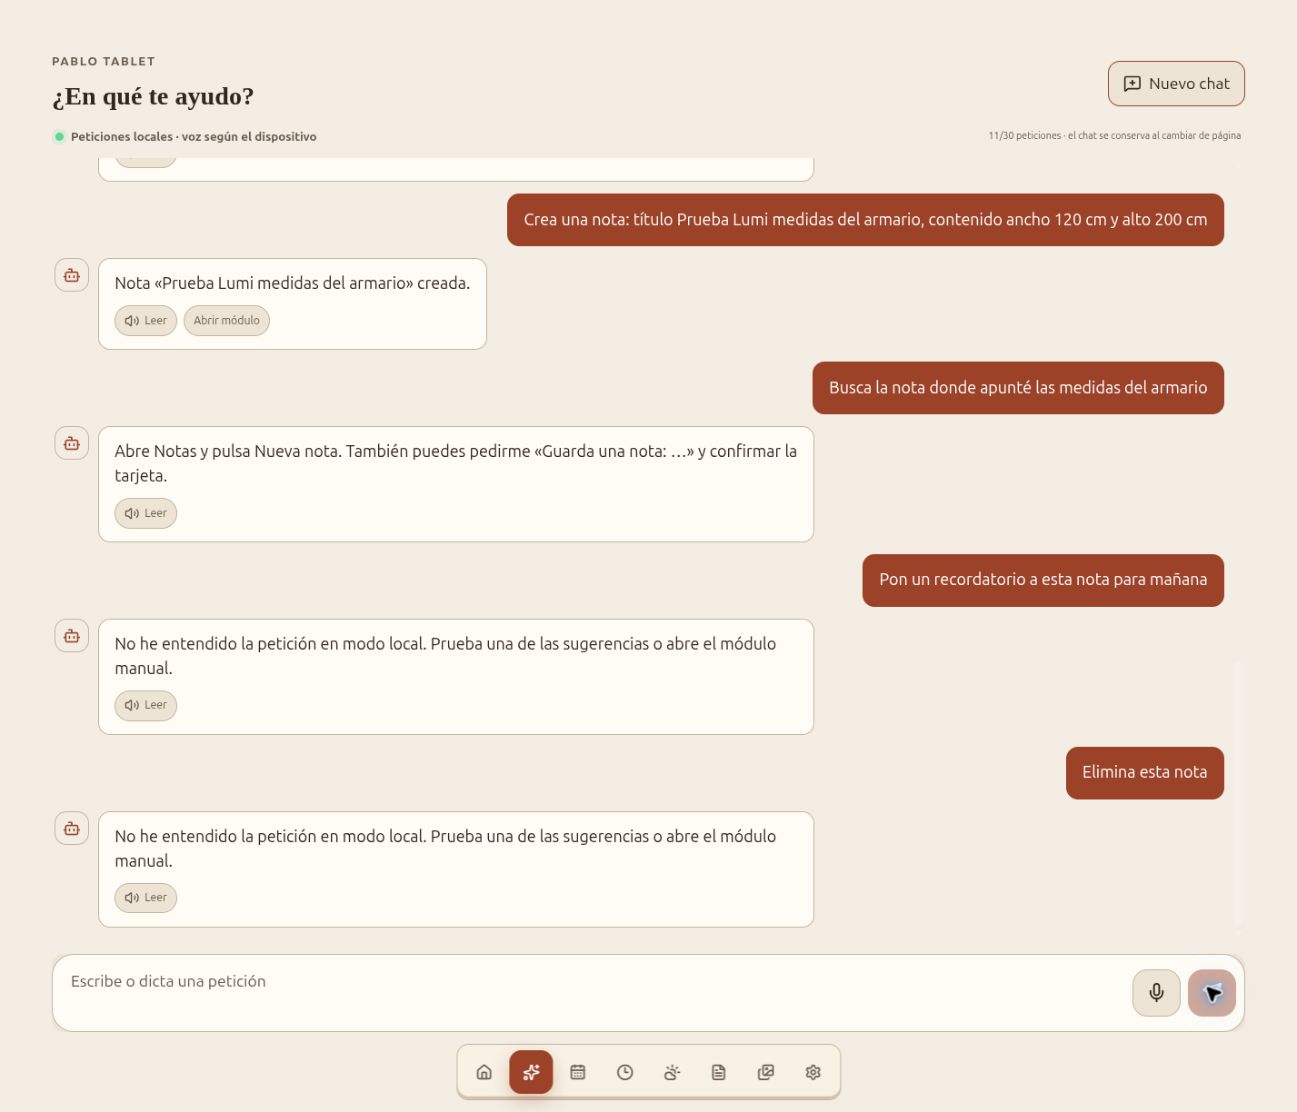 PABLO TABLET
¿En qué te ayudo?
Nuevo chat
Peticiones locales · voz según el dispositivo
11/30 peticiones · el chat se conserva al cambiar de página
Crea una nota: título Prueba Lumi medidas del armario, contenido ancho 120 cm y alto 200 cm
Nota «Prueba Lumi medidas del armario» creada.
Leer
Abrir módulo
Busca la nota donde apunté las medidas del armario
Abre Notas y pulsa Nueva nota. También puedes pedirme «Guarda una nota: …» y confirmar la
tarjeta.
Leer
Pon un recordatorio a esta nota para mañana
No he entendido la petición en modo local. Prueba una de las sugerencias o abre el módulo
manual.
Leer
Elimina esta nota
No he entendido la petición en modo local. Prueba una de las sugerencias o abre el módulo
manual.
Leer
Escribe o dicta una petición